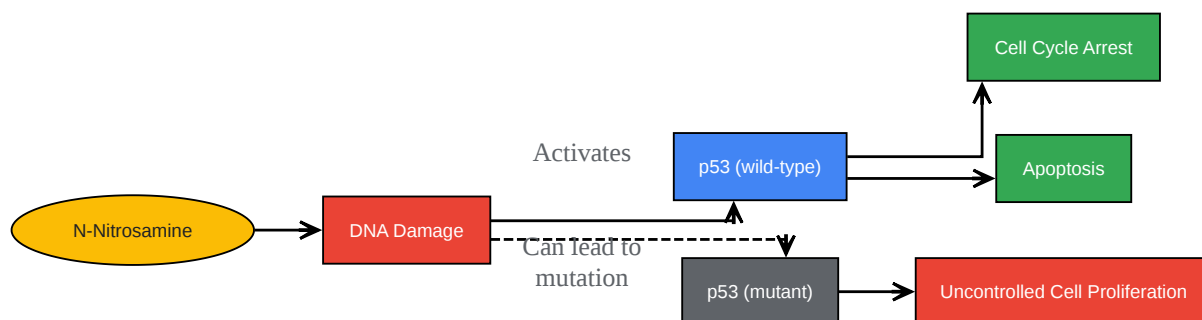 Cell Cycle Arrest
Activates
p53 (wild-type)
Apoptosis
N-Nitrosamine
DNA Damage
Can lead to
mutation
p53 (mutant)
Uncontrolled Cell Proliferation